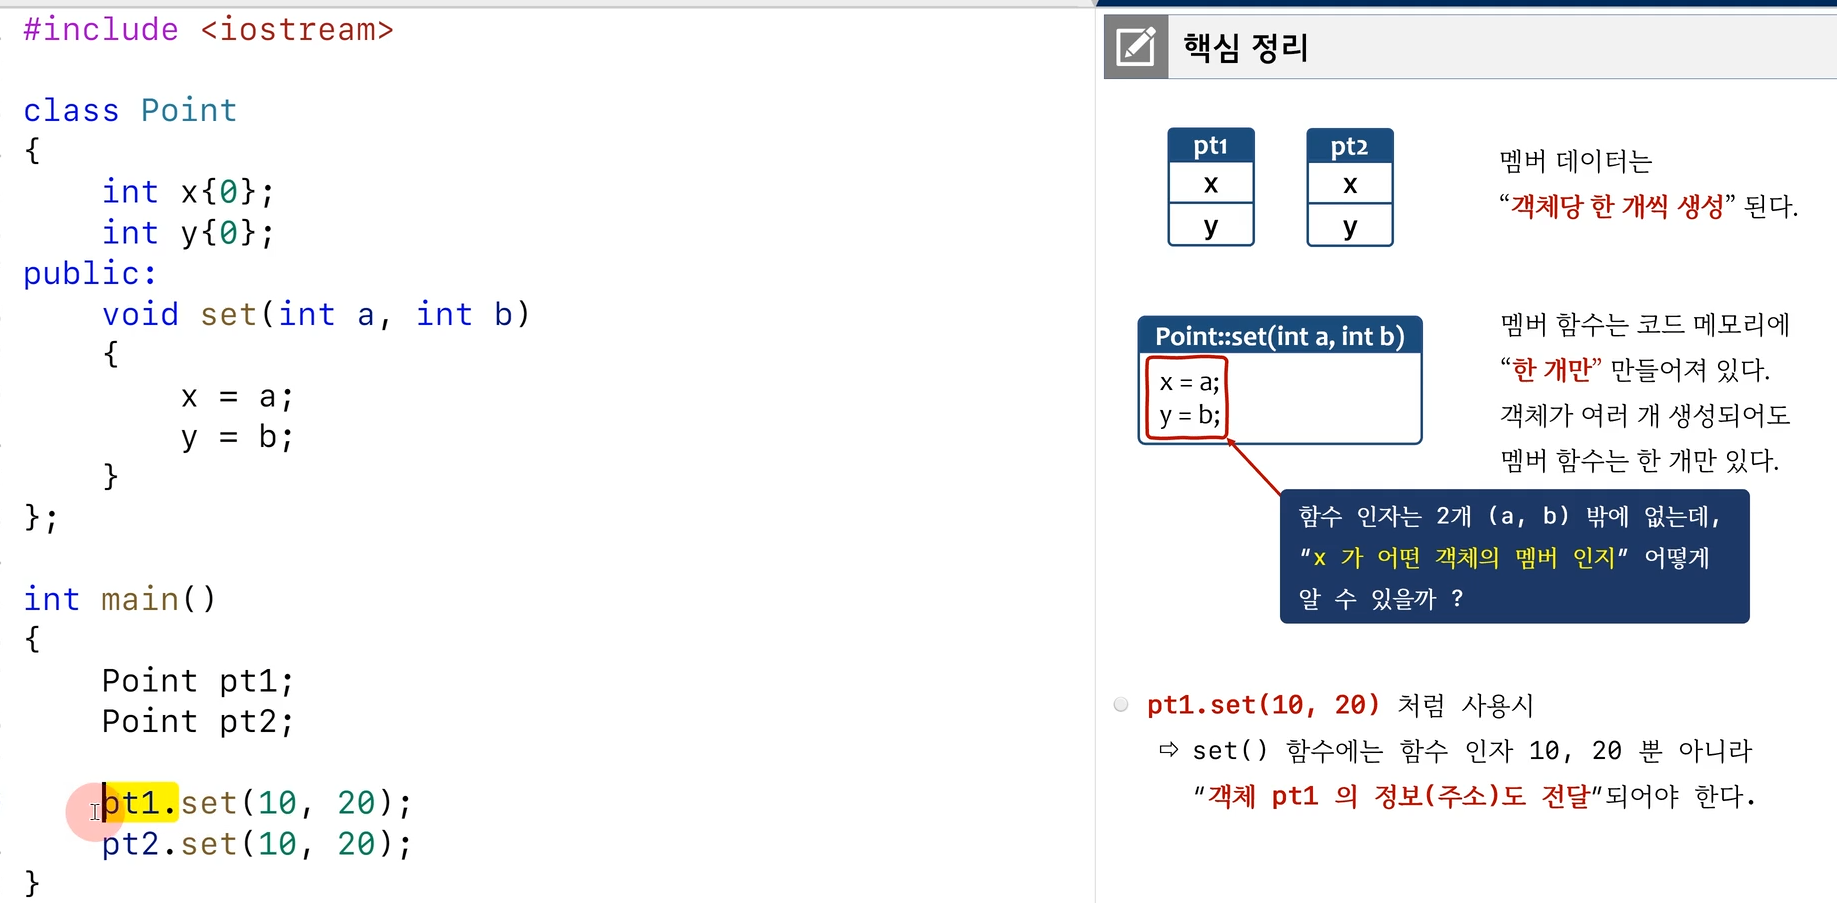 #include <iostream>

class Point
{
    int x{0};
    int y{0};
public:
    void set(int a, int b)
    {
        x = a;
        y = b;
    }
};

int main()
{
    Point pt1;
    Point pt2;

    pt1.set(10, 20);
    pt2.set(10, 20);
}
핵심 정리
pt1
x
y
pt2
x
y
멤버 데이터는
“객체당 한 개씩 생성” 된다.
Point::set(int a, int b)
x = a;
y = b;
멤버 함수는 코드 메모리에
“한 개만” 만들어져 있다.
객체가 여러 개 생성되어도
멤버 함수는 한 개만 있다.
함수 인자는 2개 (a, b) 밖에 없는데,
“x 가 어떤 객체의 멤버 인지” 어떻게
알 수 있을까 ?
pt1.set(10, 20) 처럼 사용시
⇨ set() 함수에는 함수 인자 10, 20 뿐 아니라
“객체 pt1 의 정보(주소)도 전달”되어야 한다.